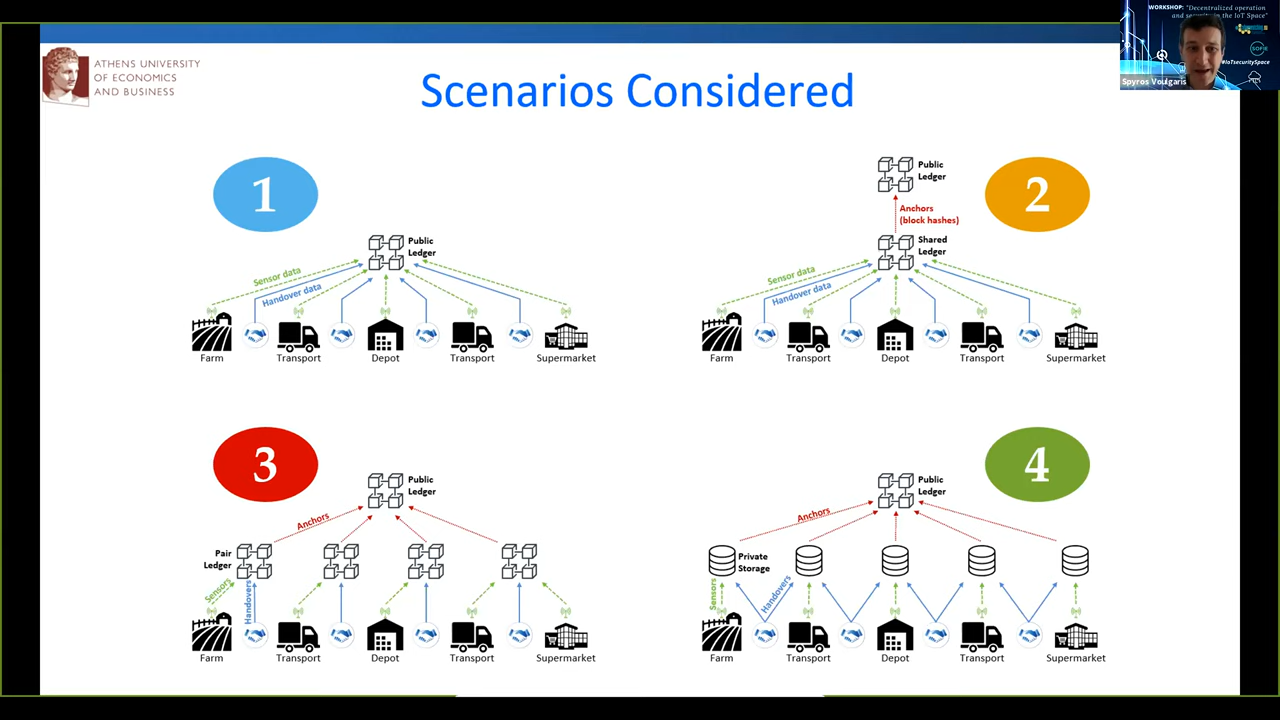 ATHENS UNIVERSITY
OF ECONOMICS
AND BUSINESS
Scenarios Considered
WORKSHOP: "Decentralized operation
and security in the IoT Space"
SOFIE
#IoTsecuritySpace
Spyros Voulgaris
1
Public
Ledger
Sensor data
Handover data
Farm
Transport
Depot
Transport
Supermarket
2
Public
Ledger
Anchors
(block hashes)
Shared
Ledger
Sensor data
Handover data
Farm
Transport
Depot
Transport
Supermarket
3
Public
Ledger
Anchors
Pair
Ledger
Sensors
Handovers
Farm
Transport
Depot
Transport
Supermarket
4
Public
Ledger
Anchors
Private
Storage
Sensors
Handovers
Farm
Transport
Depot
Transport
Supermarket